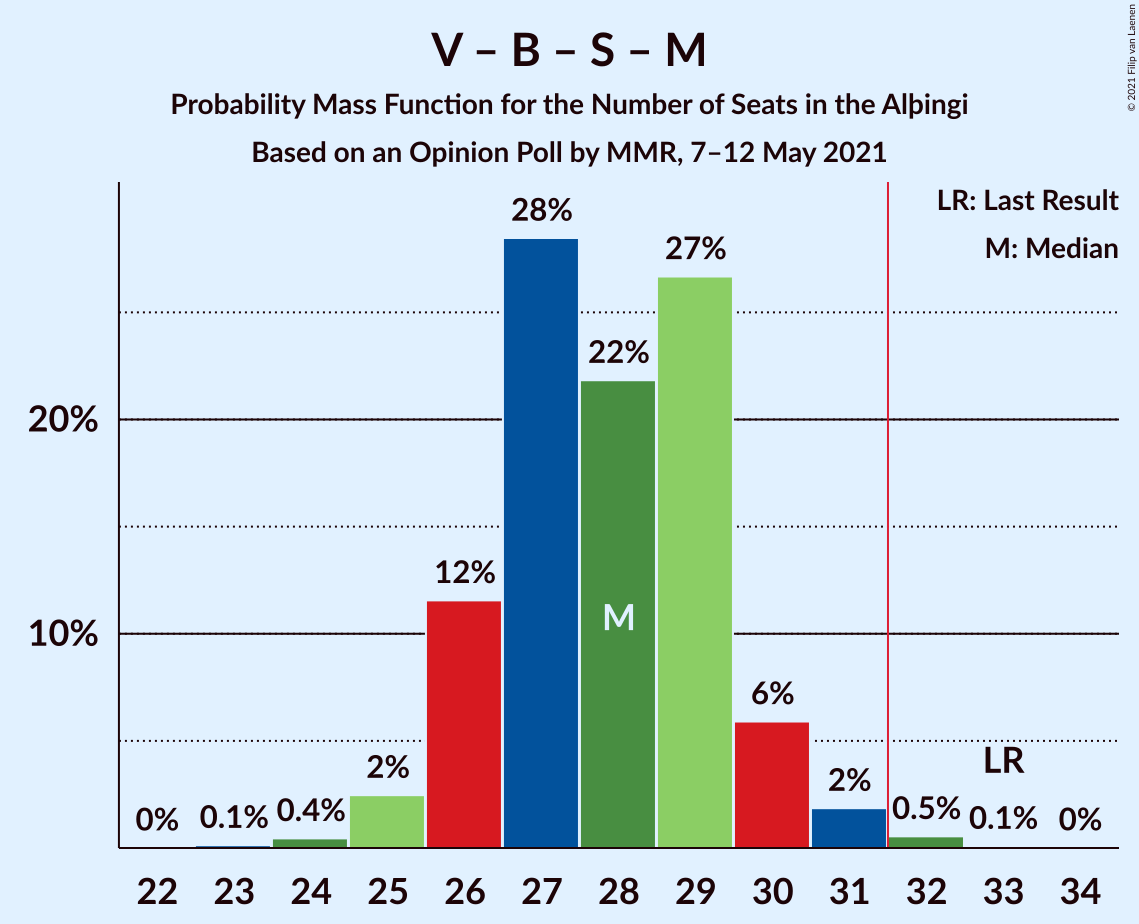 V – B – S – M
Probability Mass Function for the Number of Seats in the Alþingi
Based on an Opinion Poll by MMR, 7–12 May 2021
© 2021 Filip van Laenen
LR: Last Result
M: Median
28%
27%
22%
20%
12%
M
10%
6%
LR
2%
2%
0%
0.1%
0.4%
0.5%
0.1%
0%
22 23 24 25 26 27 28 29 30 31 32 33 34